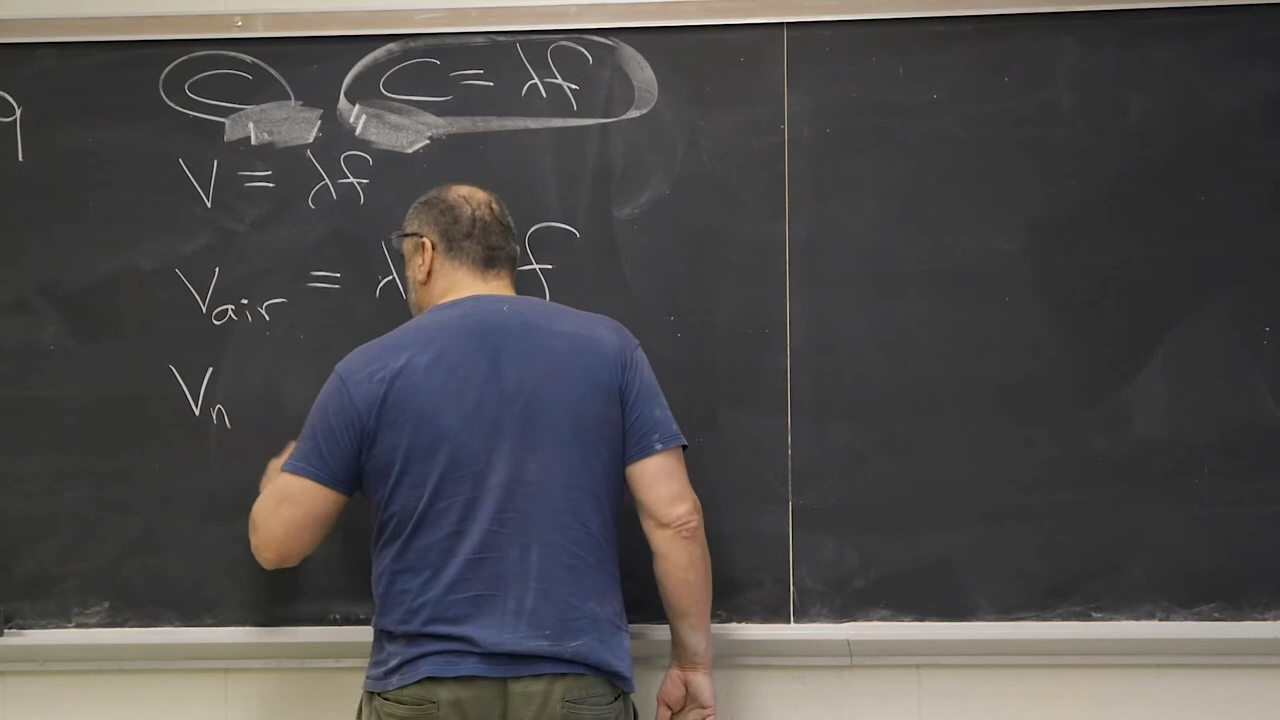 q
C C = λf
V = λf
Vair = λ f
Vn